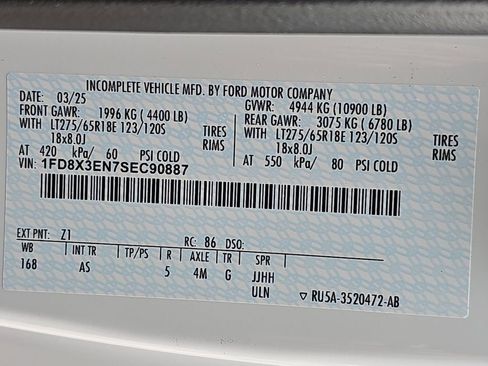 INCOMPLETE VEHICLE MFD. BY FORD MOTOR COMPANY
DATE: 03/25 GVWR: 4944 KG (10900 LB)
FRONT GAWR: 1996 KG ( 4400 LB) REAR GAWR: 3075 KG ( 6780 LB)
WITH LT275/65R18E 123/120S TIRES WITH LT275/65R18E 123/120S TIRES
18x8.0J RIMS 18x8.0J RIMS
AT 420 kPa/ 60 PSI COLD AT 550 kPa/ 80 PSI COLD
VIN: 1FD8X3EN7SEC90887
EXT PNT: Z1 RC: 86 DSO:
WB INT TR TP/PS R AXLE TR SPR
168 AS 5 4M G JJHH
ULN ▽ RU5A-3520472-AB